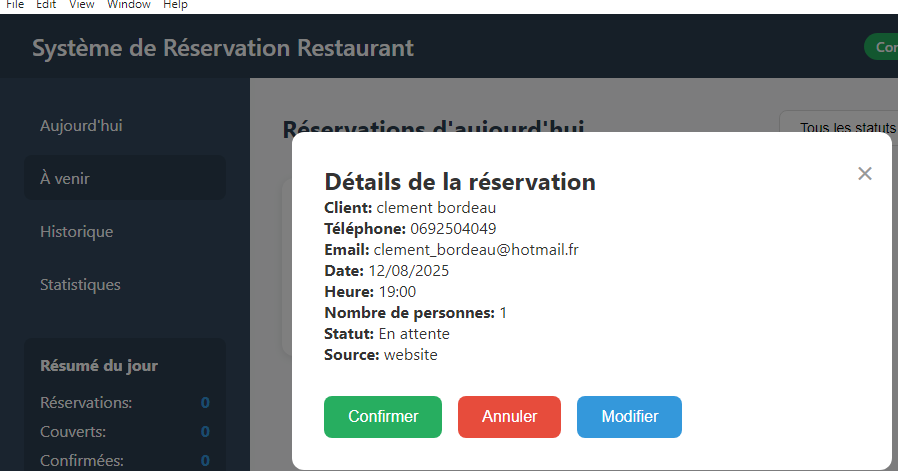 File Edit View Window Help
Système de Réservation Restaurant
Aujourd'hui
À venir
Historique
Statistiques
Résumé du jour
Réservations: 0
Couverts: 0
Confirmées: 0
Réservations d'aujourd'hui
Tous les statuts
Détails de la réservation
×
Client: clement bordeau
Téléphone: 0692504049
Email: clement_bordeau@hotmail.fr
Date: 12/08/2025
Heure: 19:00
Nombre de personnes: 1
Statut: En attente
Source: website
Confirmer Annuler Modifier